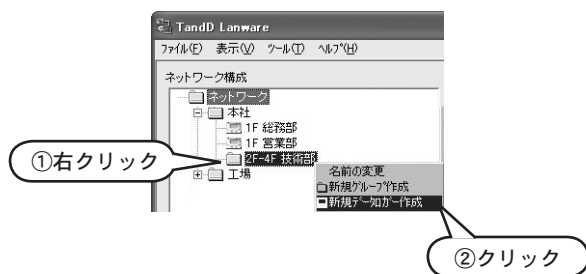 TandD Lanware
ファイル(F) 表示(V) ツール(T) ヘルプ(H)
ネットワーク構成
ネットワーク
本社
1F 総務部
1F 営業部
2F-4F 技術部
工場
①右クリック
名前の変更
新規グループ作成
新規データロガー作成
②クリック